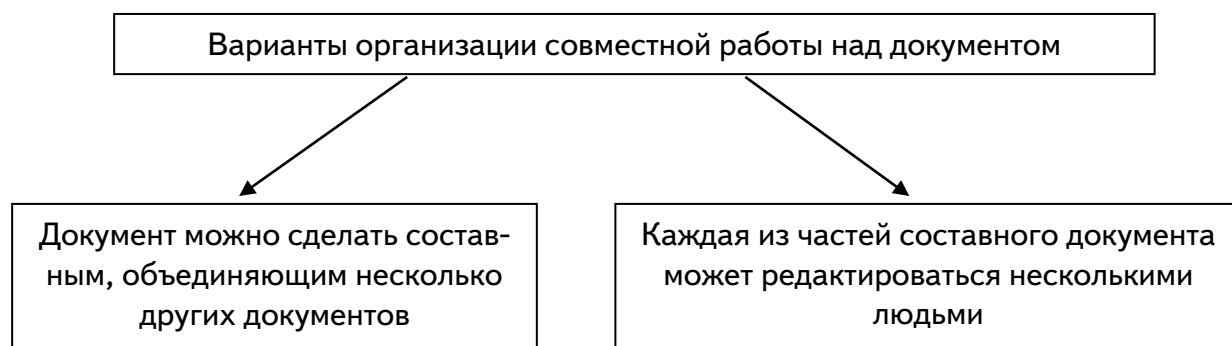 Варианты организации совместной работы над документом
Документ можно сделать состав-
ным, объединяющим несколько
других документов
Каждая из частей составного документа
может редактироваться несколькими
людьми